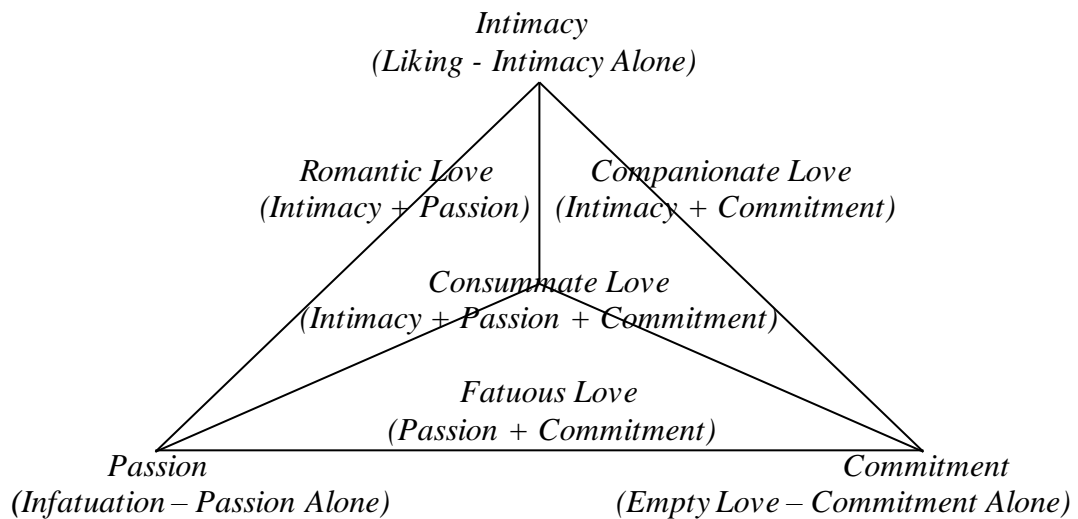 Intimacy
(Liking - Intimacy Alone)
Romantic Love
(Intimacy + Passion)
Companionate Love
(Intimacy + Commitment)
Consummate Love
(Intimacy + Passion + Commitment)
Fatuous Love
(Passion + Commitment)
Passion
(Infatuation – Passion Alone)
Commitment
(Empty Love – Commitment Alone)